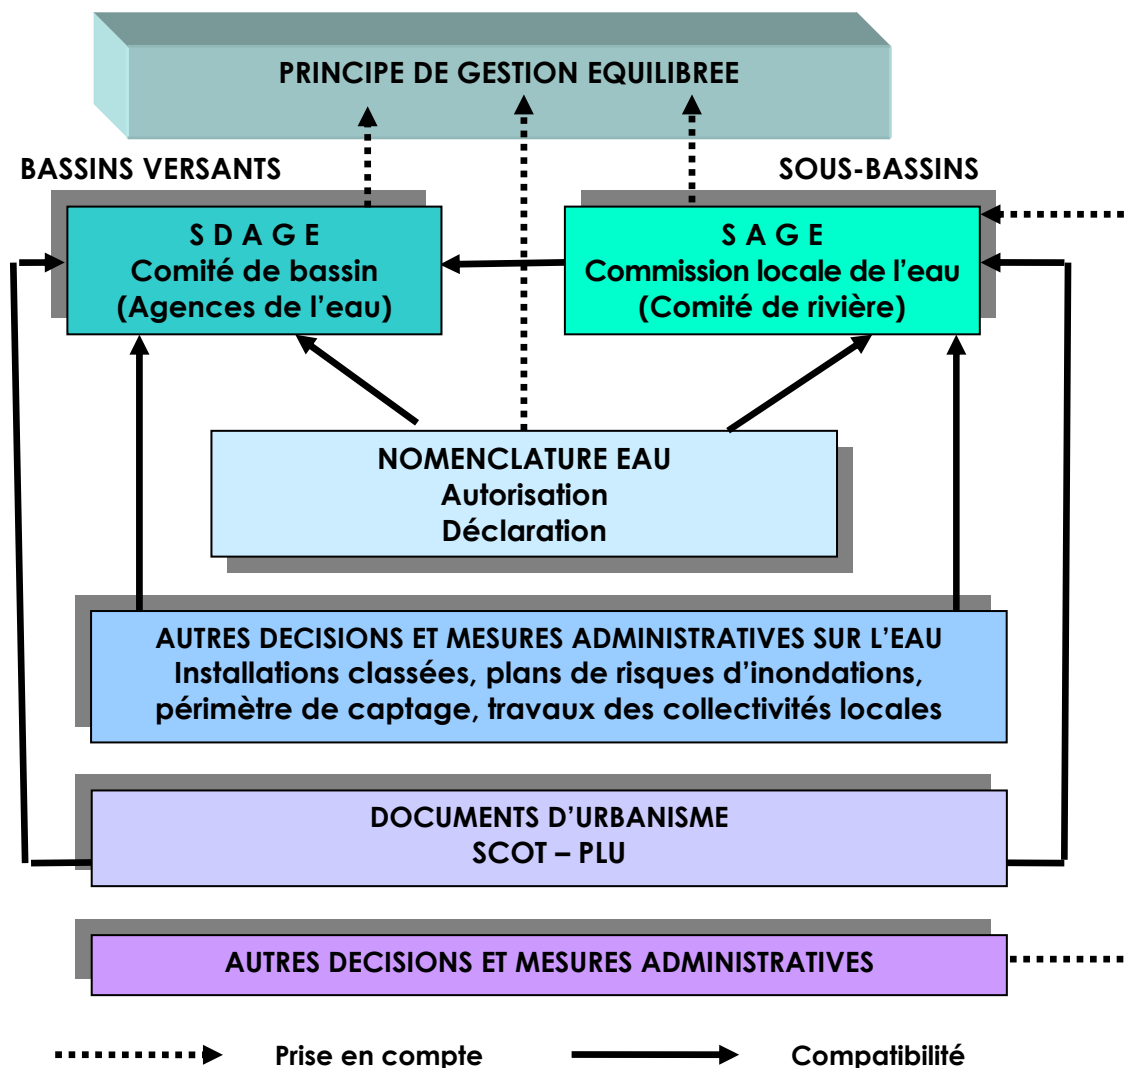 PRINCIPE DE GESTION EQUILIBREE
BASSINS VERSANTS
SOUS-BASSINS
S D A G E
Comité de bassin
(Agences de l’eau)
S A G E
Commission locale de l’eau
(Comité de rivière)
NOMENCLATURE EAU
Autorisation
Déclaration
AUTRES DECISIONS ET MESURES ADMINISTRATIVES SUR L’EAU
Installations classées, plans de risques d’inondations,
périmètre de captage, travaux des collectivités locales
DOCUMENTS D’URBANISME
SCOT – PLU
AUTRES DECISIONS ET MESURES ADMINISTRATIVES
Prise en compte
Compatibilité